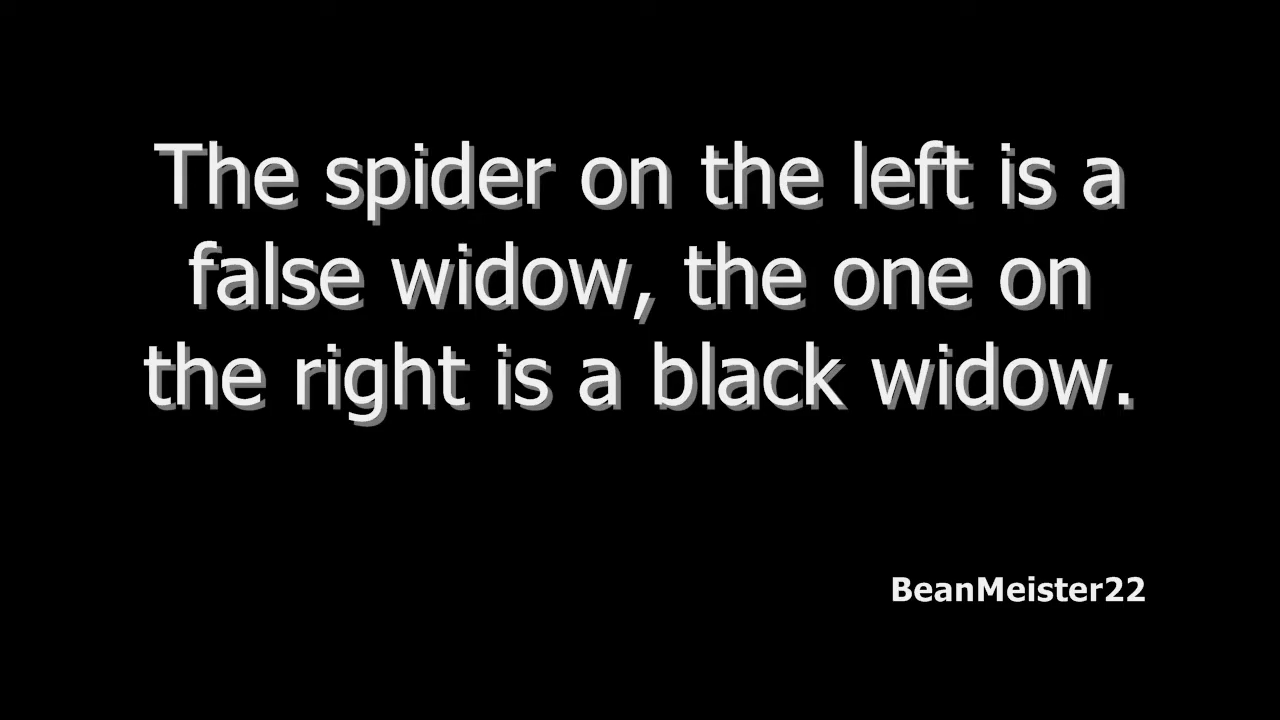 The spider on the left is a
false widow, the one on
the right is a black widow.
BeanMeister22